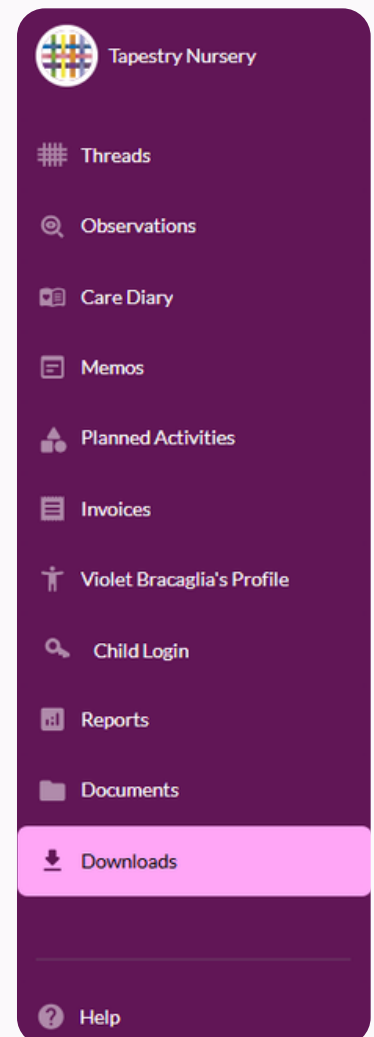 Tapestry Nursery
Threads
Observations
Care Diary
Memos
Planned Activities
Invoices
Violet Bracaglia's Profile
Child Login
Reports
Documents
Downloads
Help